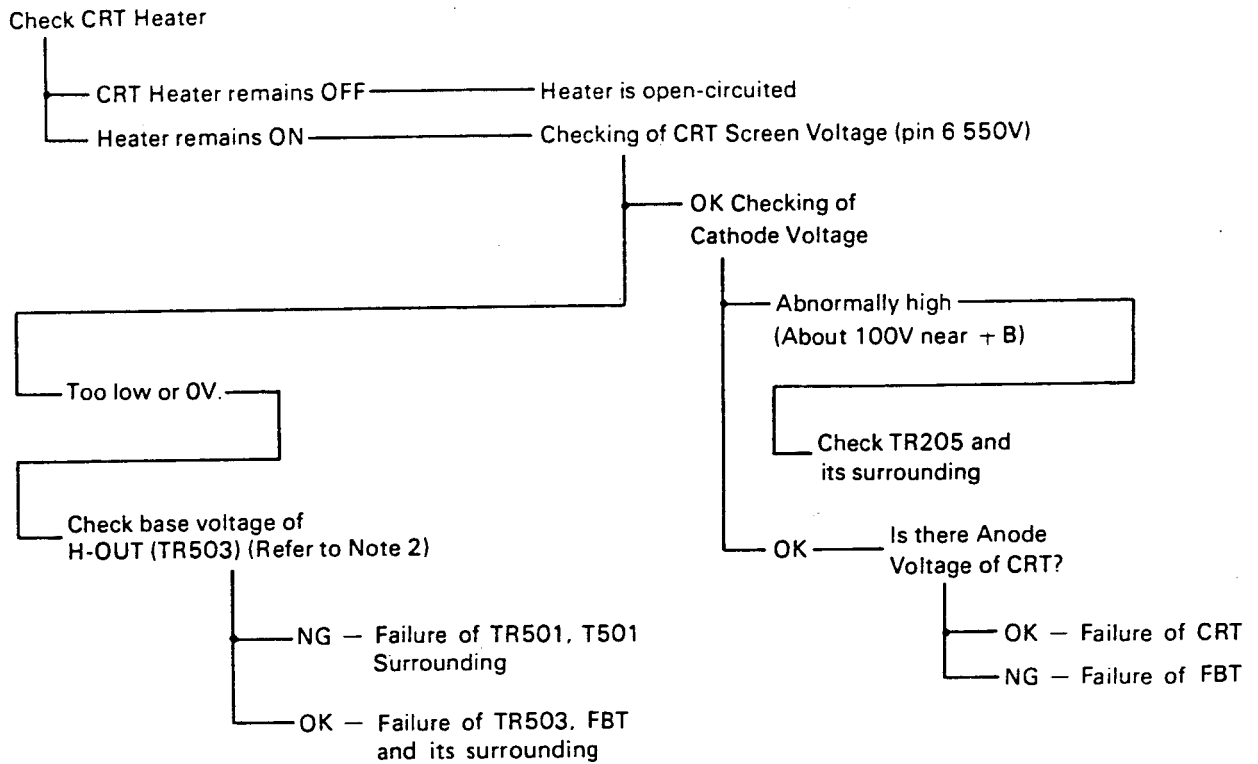 Check CRT Heater
CRT Heater remains OFF
Heater is open-circuited
Heater remains ON
Checking of CRT Screen Voltage (pin 6 550V)
OK Checking of
Cathode Voltage
Abnormally high
(About 100V near + B)
Check TR205 and
its surrounding
OK
Is there Anode
Voltage of CRT?
OK — Failure of CRT
NG — Failure of FBT
Too low or 0V.
Check base voltage of
H-OUT (TR503) (Refer to Note 2)
NG — Failure of TR501, T501
Surrounding
OK — Failure of TR503, FBT
and its surrounding